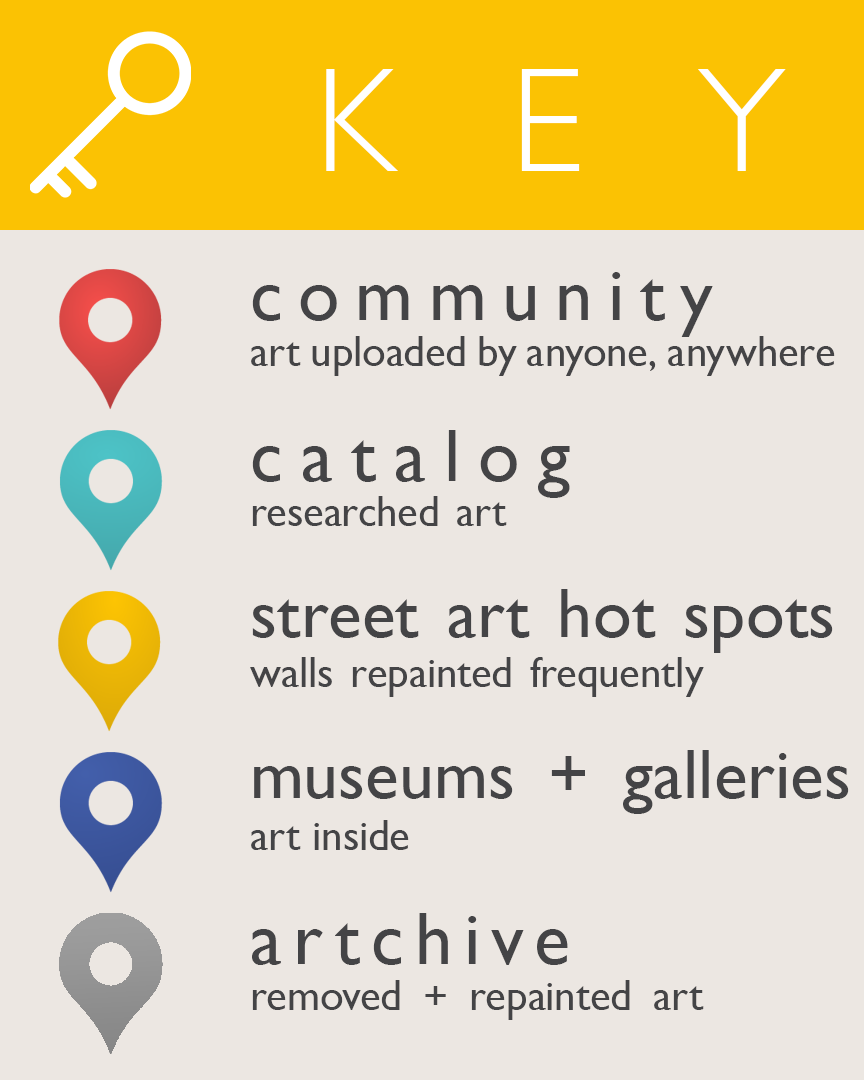 KEY
community
art uploaded by anyone, anywhere
catalog
researched art
street art hot spots
walls repainted frequently
museums + galleries
art inside
artchive
removed + repainted art